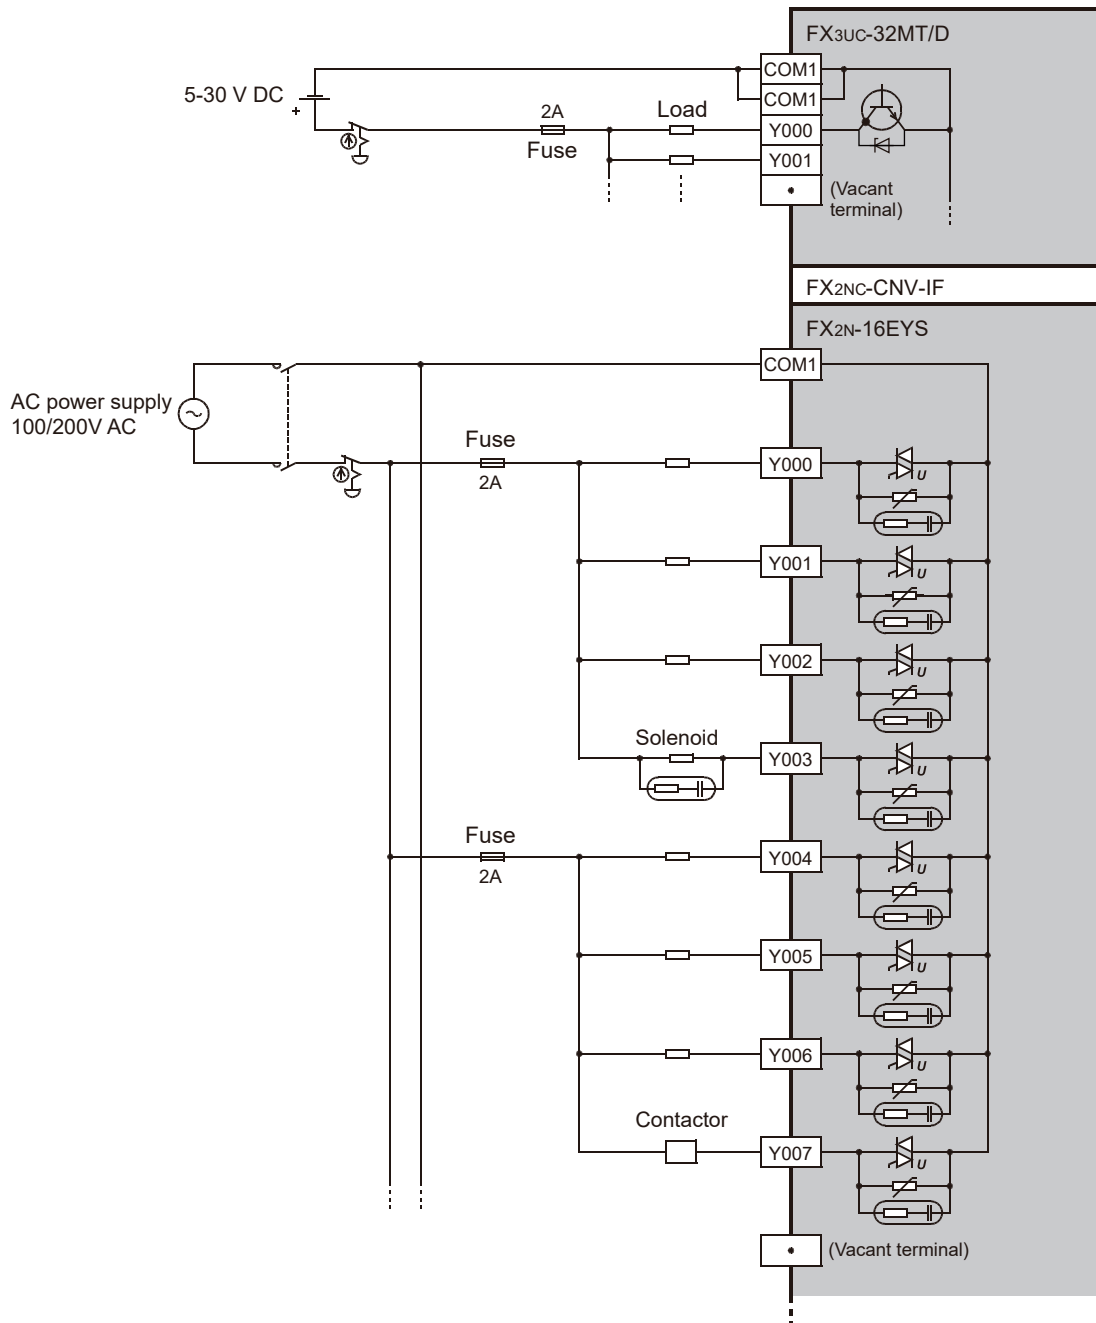 FX3UC-32MT/D
COM1
5-30 V DC
+
COM1
2A
Load
Y000
Fuse
Y001
(Vacant
terminal)
FX2NC-CNV-IF
FX2N-16EYS
COM1
AC power supply
100/200V AC
Fuse
Y000
2A
U
Y001
U
Y002
U
Solenoid
Y003
U
Fuse
Y004
2A
U
Y005
U
Y006
U
Contactor
Y007
U
(Vacant terminal)